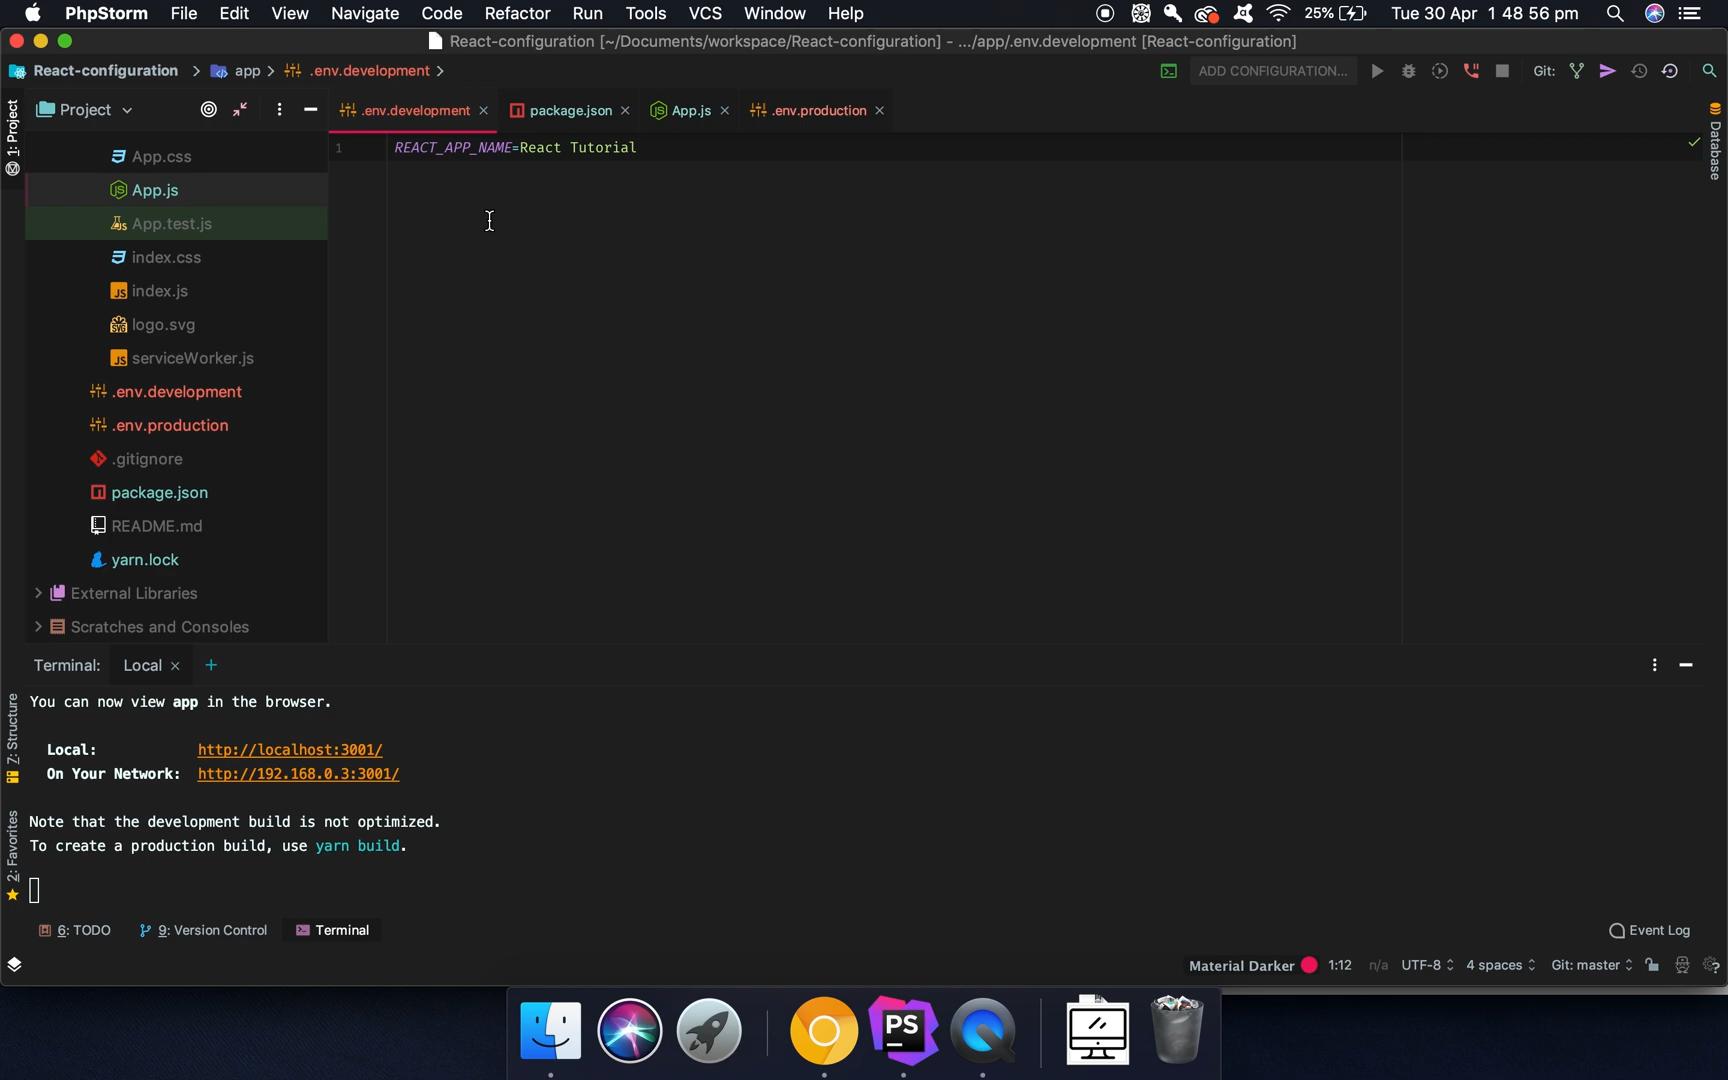 PhpStorm File Edit View Navigate Code Refactor Run Tools VCS Window Help 25% Tue 30 Apr 1 48 56 pm
React-configuration [~/Documents/workspace/React-configuration] - .../app/.env.development [React-configuration]
React-configuration app .env.development ADD CONFIGURATION... Git:
1: Project
Project
.env.development package.json App.js .env.production
Database
App.css
App.js
App.test.js
index.css
index.js
logo.svg
serviceWorker.js
.env.development
.env.production
.gitignore
package.json
README.md
yarn.lock
External Libraries
Scratches and Consoles
1 REACT_APP_NAME=React Tutorial
Terminal: Local
7: Structure
2: Favorites
You can now view app in the browser.
Local: http://localhost:3001/
On Your Network: http://192.168.0.3:3001/
Note that the development build is not optimized.
To create a production build, use yarn build.
6: TODO 9: Version Control Terminal Event Log
Material Darker 1:12 n/a UTF-8 4 spaces Git: master
PS